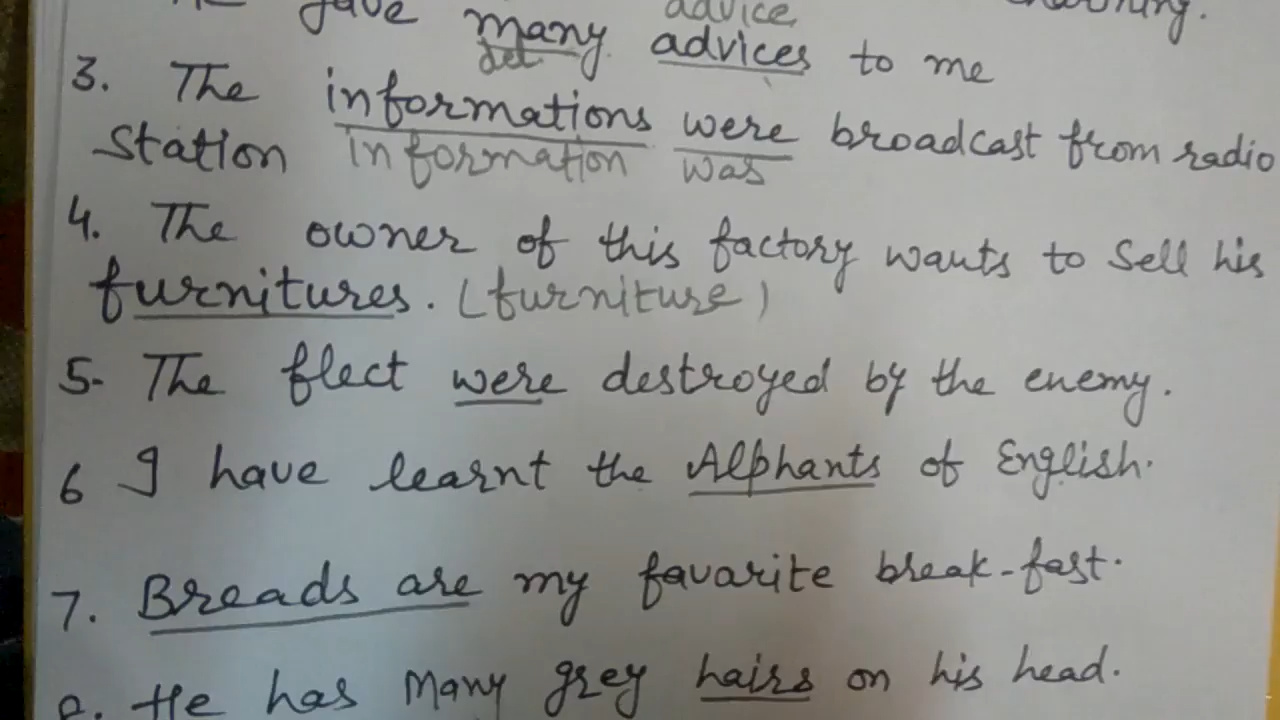 gave many advices to me
advice
del
3. The informations were broadcast from radio
Station information was
4. The owner of this factory wants to Sell his
furnitures. (furniture)
5- The fleet were destroyed by the enemy.
6 I have learnt the Alphants of English.
7. Breads are my favarite break-fast.
He has Many grey hairs on his head.